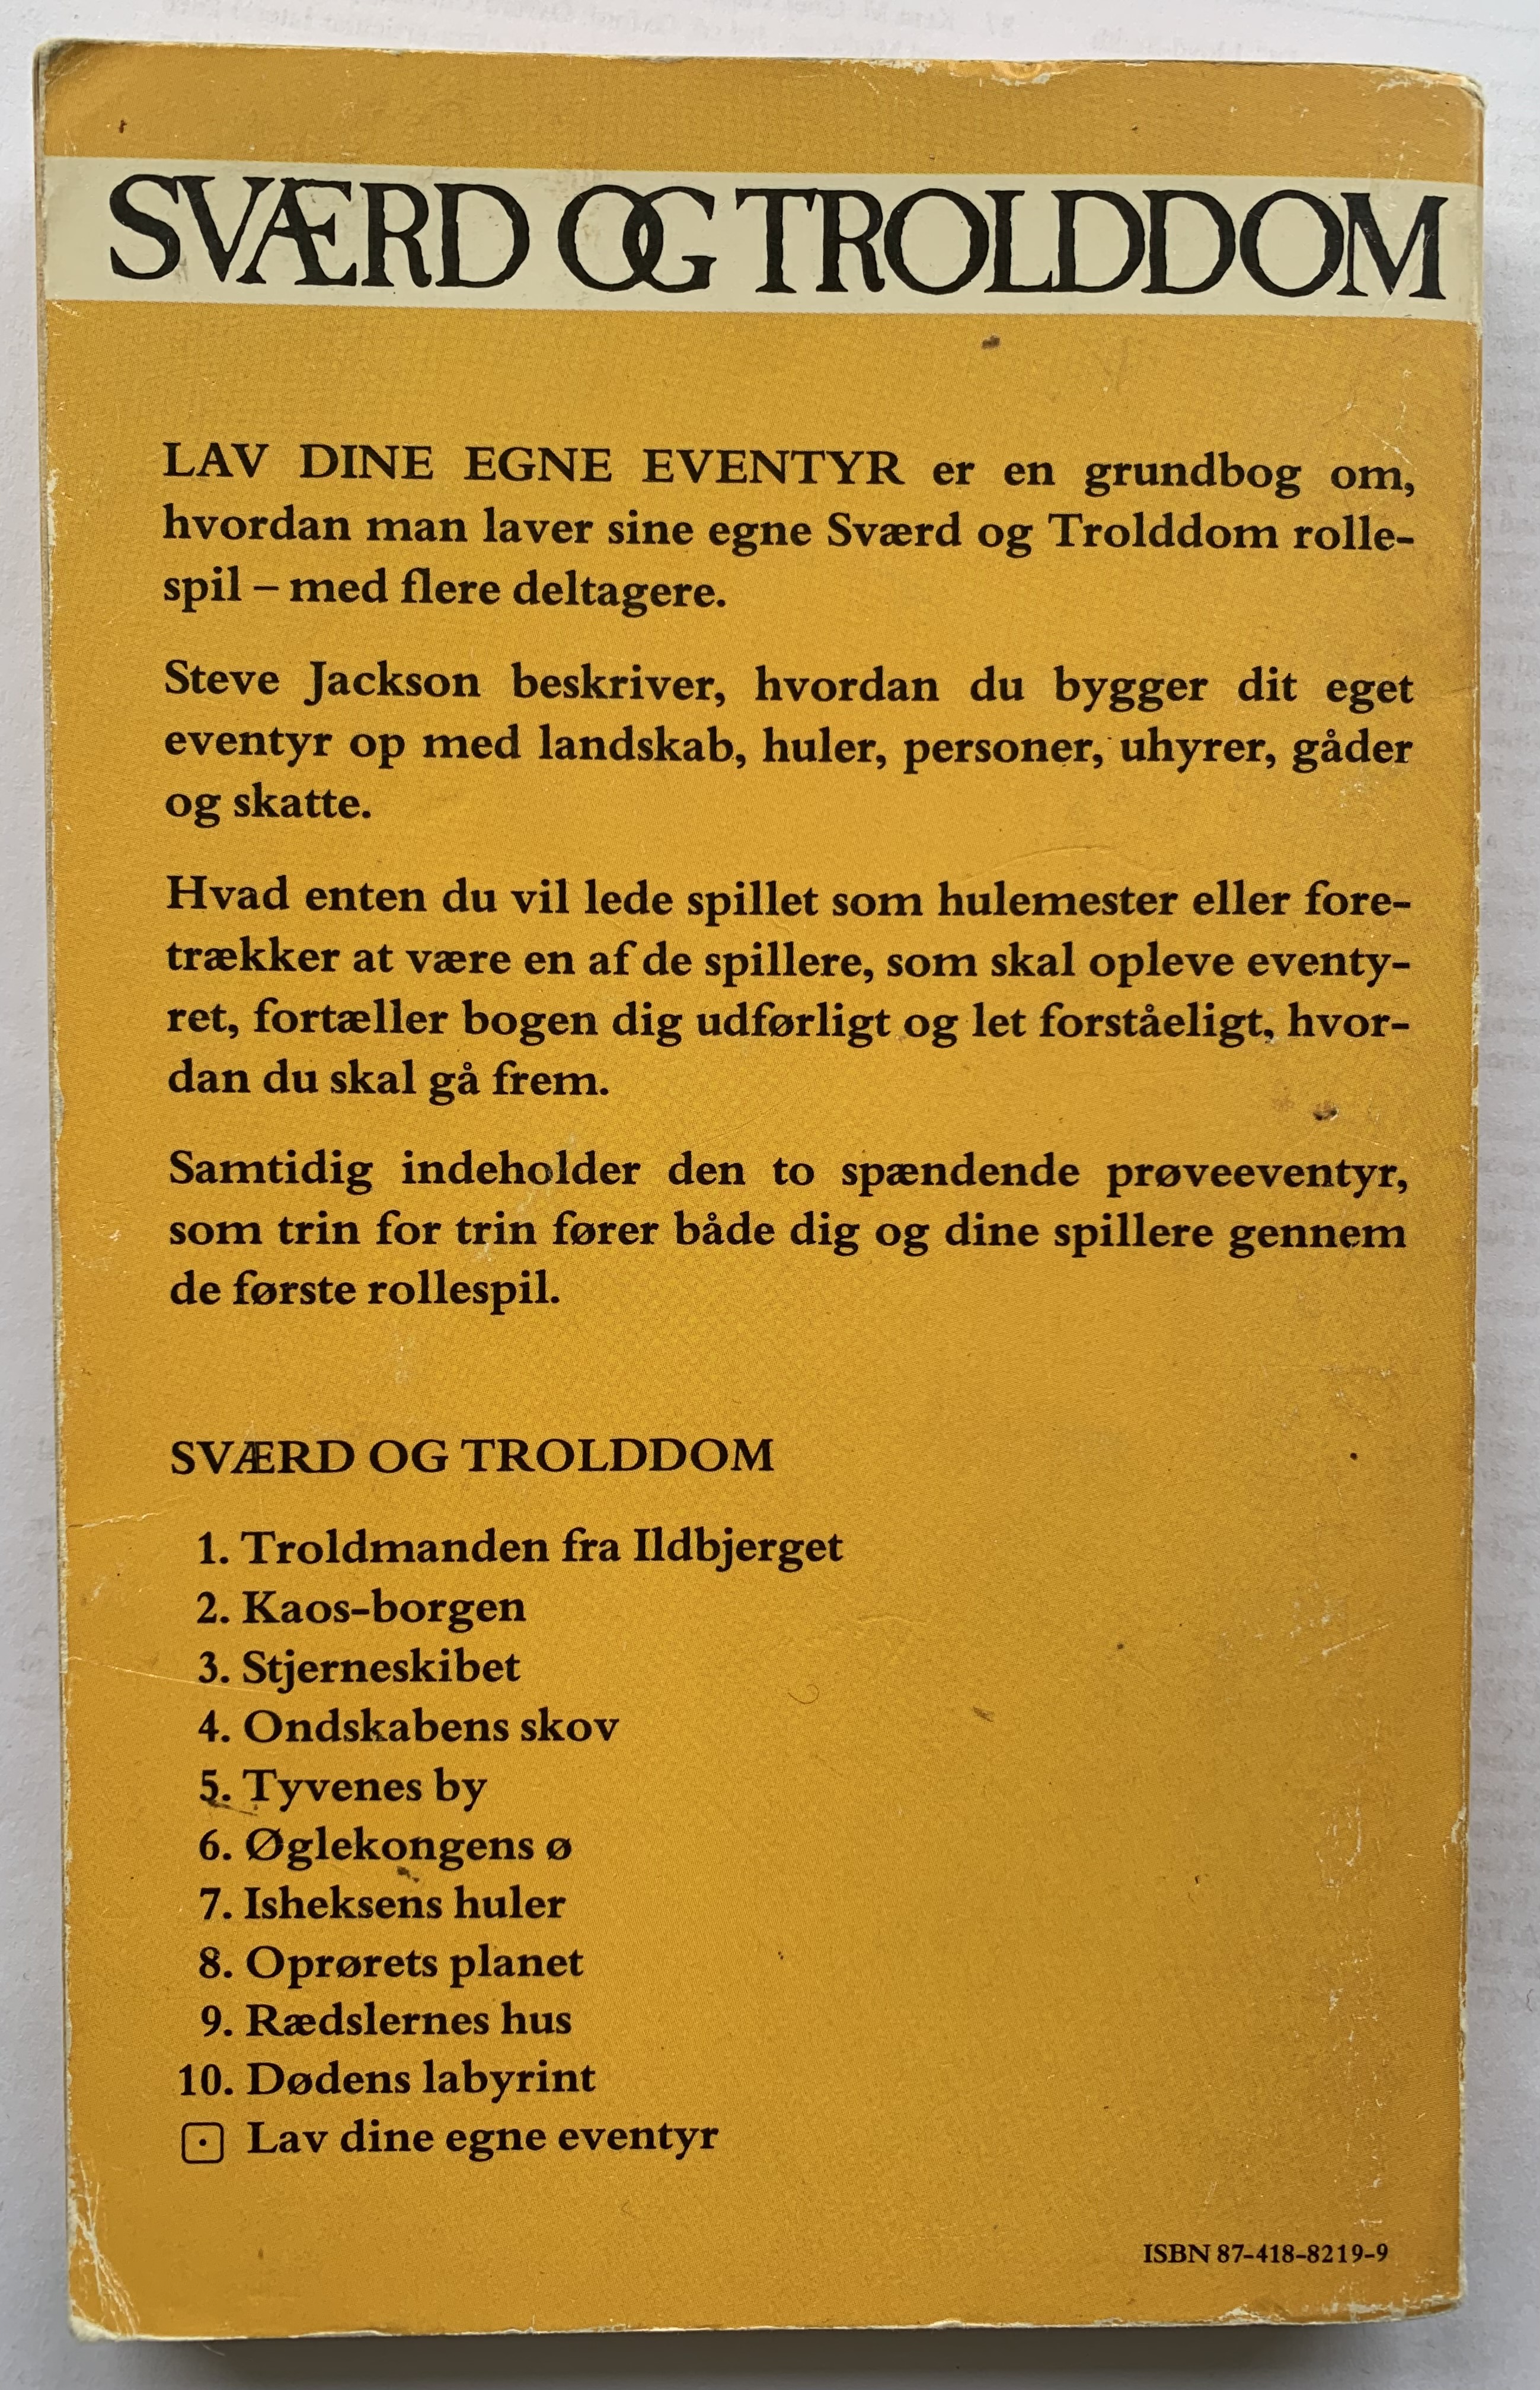 SVÆRD OG TROLDDOM
LAV DINE EGNE EVENTYR er en grundbog om,
hvordan man laver sine egne Sværd og Trolddom rolle-
spil – med flere deltagere.
Steve Jackson beskriver, hvordan du bygger dit eget
eventyr op med landskab, huler, personer, uhyrer, gåder
og skatte.
Hvad enten du vil lede spillet som hulemester eller fore-
trækker at være en af de spillere, som skal opleve eventy-
ret, fortæller bogen dig udførligt og let forståeligt, hvor-
dan du skal gå frem.
Samtidig indeholder den to spændende prøveeventyr,
som trin for trin fører både dig og dine spillere gennem
de første rollespil.
SVÆRD OG TROLDDOM
1. Troldmanden fra Ildbjerget
2. Kaos-borgen
3. Stjerneskibet
4. Ondskabens skov
5. Tyvenes by
6. Øglekongens ø
7. Isheksens huler
8. Oprørets planet
9. Rædslernes hus
10. Dødens labyrint
Lav dine egne eventyr
ISBN 87-418-8219-9